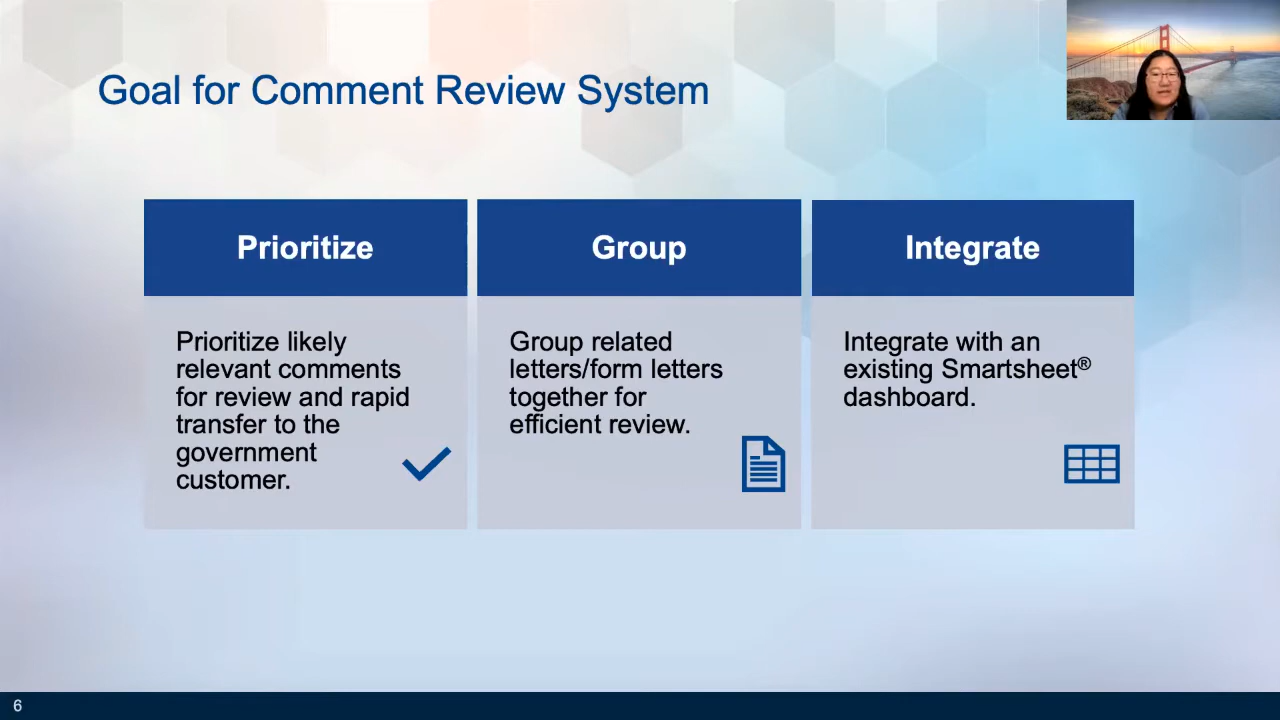 Goal for Comment Review System
Prioritize
Prioritize likely
relevant comments
for review and rapid
transfer to the
government
customer.
Group
Group related
letters/form letters
together for
efficient review.
Integrate
Integrate with an
existing Smartsheet®
dashboard.
6